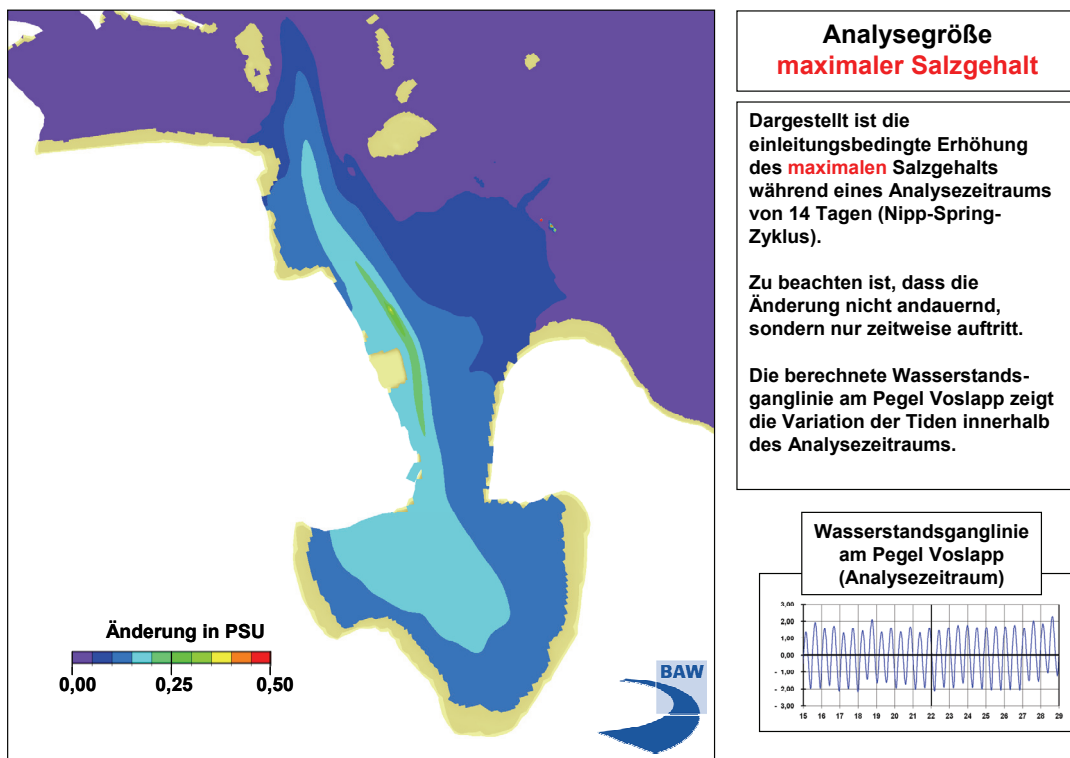 Analysegröße
maximaler Salzgehalt
Dargestellt ist die
einleitungsbedingte Erhöhung
des maximalen Salzgehalts
während eines Analysezeitraums
von 14 Tagen (Nipp-Spring-
Zyklus).
Zu beachten ist, dass die
Änderung nicht andauernd,
sondern nur zeitweise auftritt.
Die berechnete Wasserstands-
ganglinie am Pegel Voslapp zeigt
die Variation der Tiden innerhalb
des Analysezeitraums.
Wasserstandsganglinie
am Pegel Voslapp
(Analysezeitraum)
3,00
2,00
1,00
0,00
- 1,00
- 2,00
- 3,00
15 16 17 18 19 20 21 22 23 24 25 26 27 28 29
Änderung in PSU
0,00 0,25 0,50
BAW